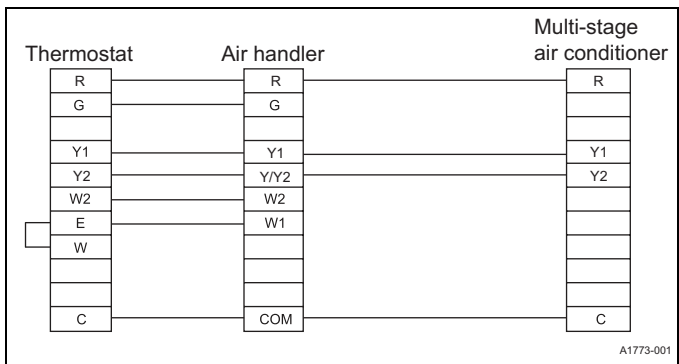 Multi-stage
Thermostat Air handler air conditioner
R R R
G G
Y1 Y1 Y1
Y2 Y/Y2 Y2
W2 W2
E W1
W
C COM C
A1773-001